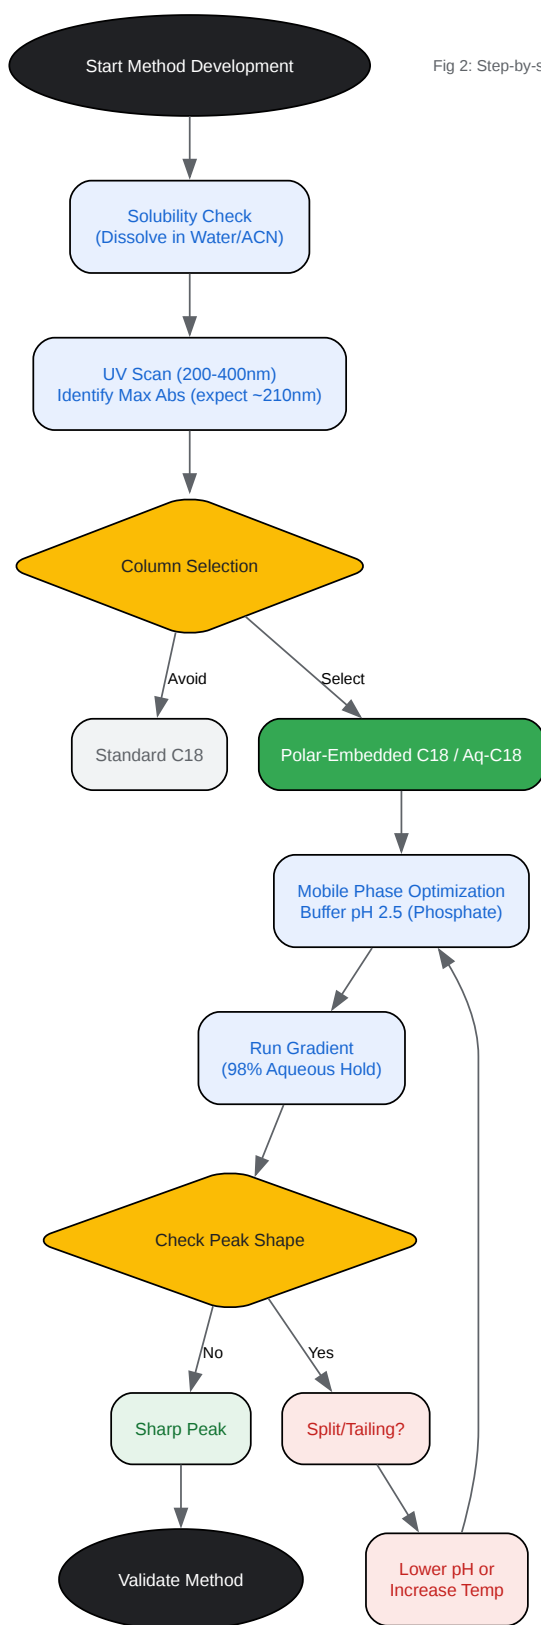 Start Method Development
Fig 2: Step-by-s
Solubility Check
(Dissolve in Water/ACN)
UV Scan (200-400nm)
Identify Max Abs (expect ~210nm)
Column Selection
Avoid
Select
Standard C18
Polar-Embedded C18 / Aq-C18
Mobile Phase Optimization
Buffer pH 2.5 (Phosphate)
Run Gradient
(98% Aqueous Hold)
Check Peak Shape
No
Yes
Sharp Peak
Split/Tailing?
Validate Method
Lower pH or
Increase Temp